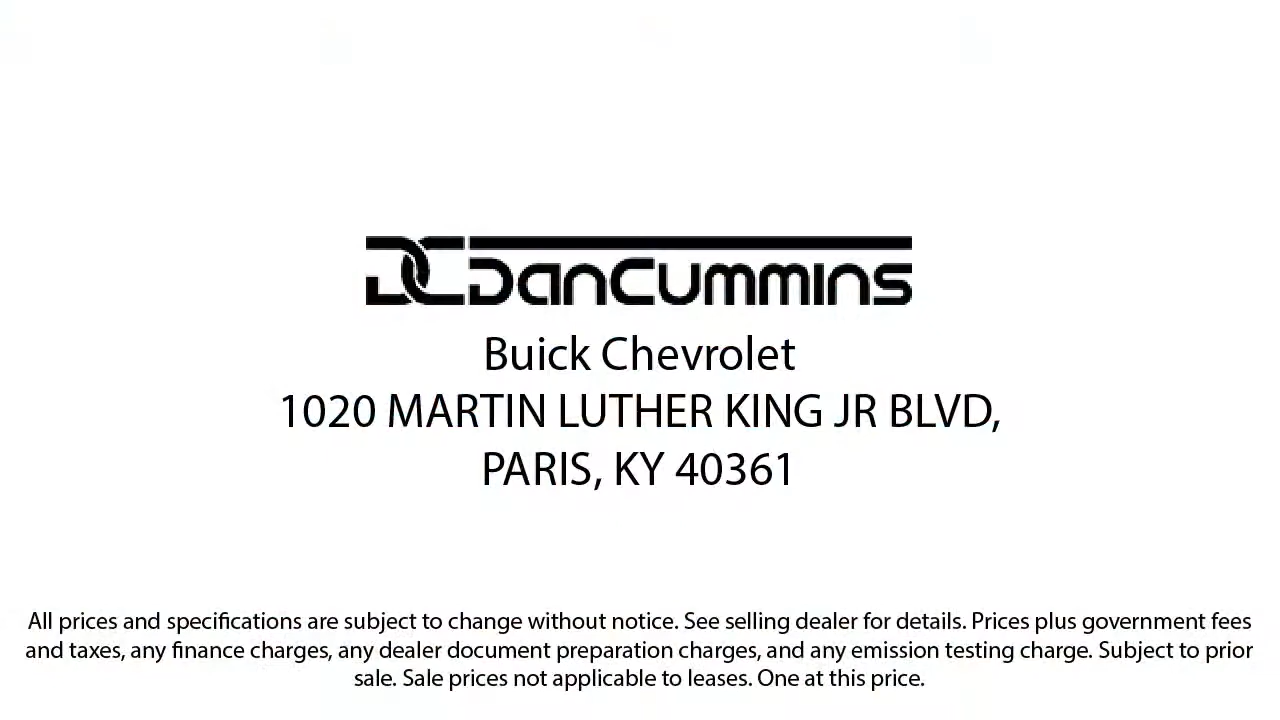 DC DanCummins
Buick Chevrolet
1020 MARTIN LUTHER KING JR BLVD,
PARIS, KY 40361
All prices and specifications are subject to change without notice. See selling dealer for details. Prices plus government fees
and taxes, any finance charges, any dealer document preparation charges, and any emission testing charge. Subject to prior
sale. Sale prices not applicable to leases. One at this price.